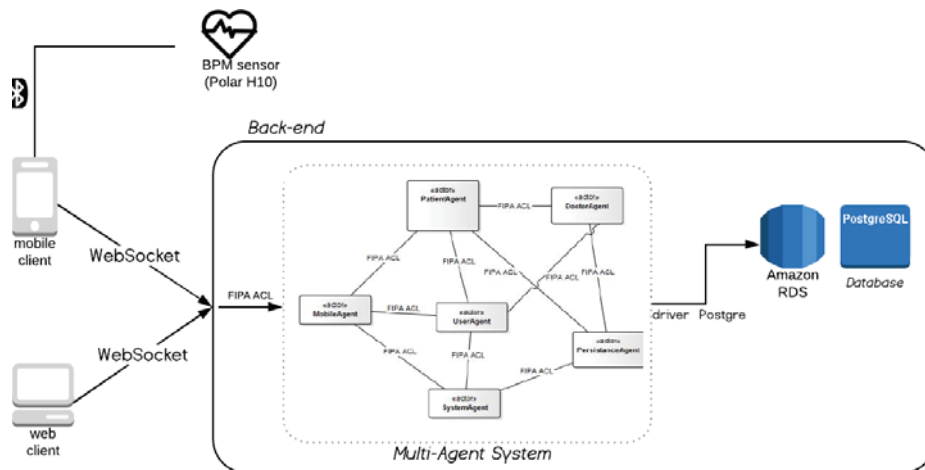 BPM sensor
(Polar H10)
Back-end
mobile
client
WebSocket
FIPA ACL
WebSocket
web
client
«actor»
PatientAgent
FIPA ACL
«actor»
DoctorAgent
FIPA ACL
FIPA ACL
FIPA ACL
FIPA ACL
FIPA ACL
«actor»
MobileAgent
FIPA ACL
«actor»
UserAgent
«actor»
PersistanceAgent
FIPA ACL
FIPA ACL
FIPA ACL
«actor»
SystemAgent
Multi-Agent System
driver Postgre
Amazon
RDS
PostgreSQL
Database